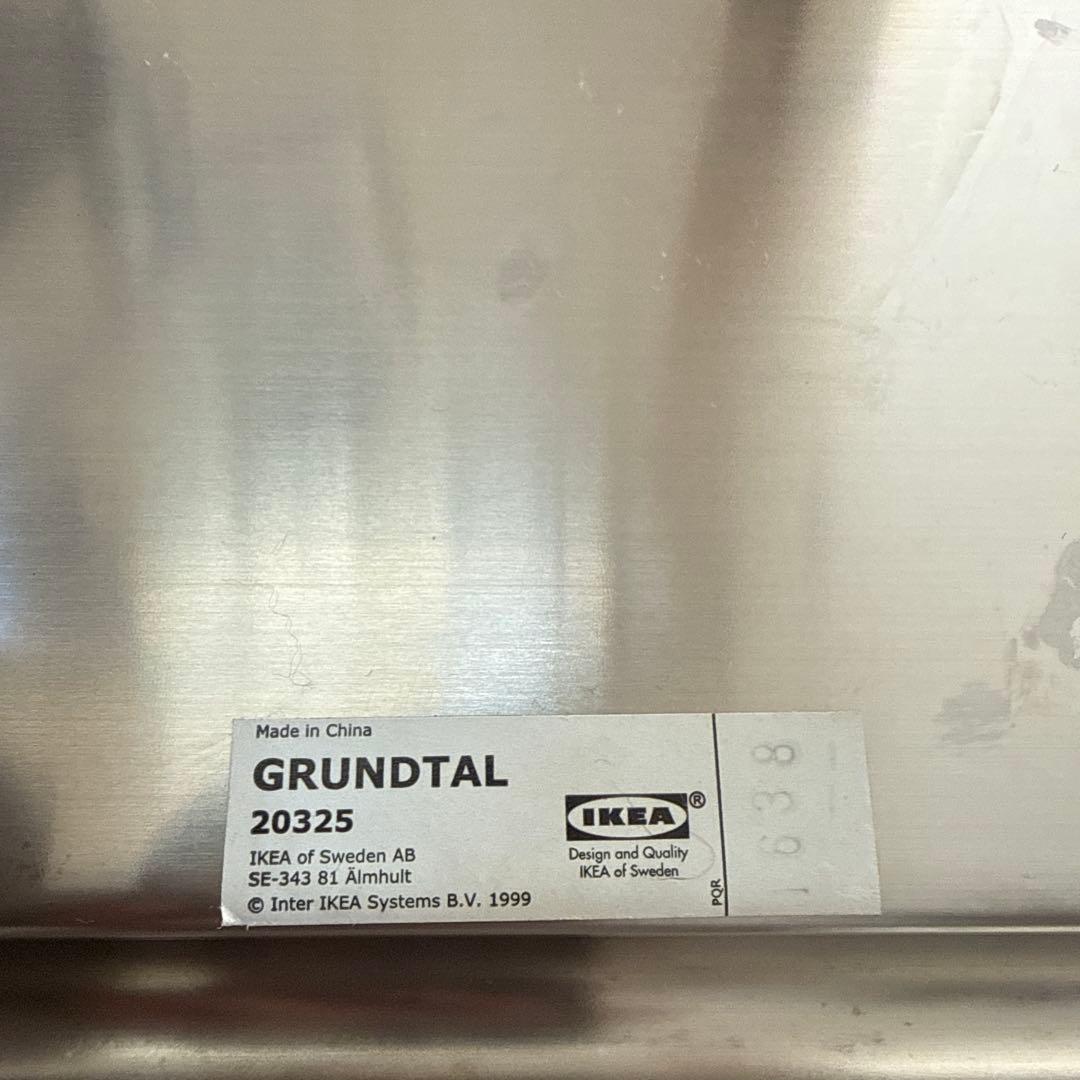 Made in China
GRUNDTAL
20325
IKEA of Sweden AB
SE-343 81 Älmhult
© Inter IKEA Systems B.V. 1999
IKEA®
Design and Quality
IKEA of Sweden
PQR